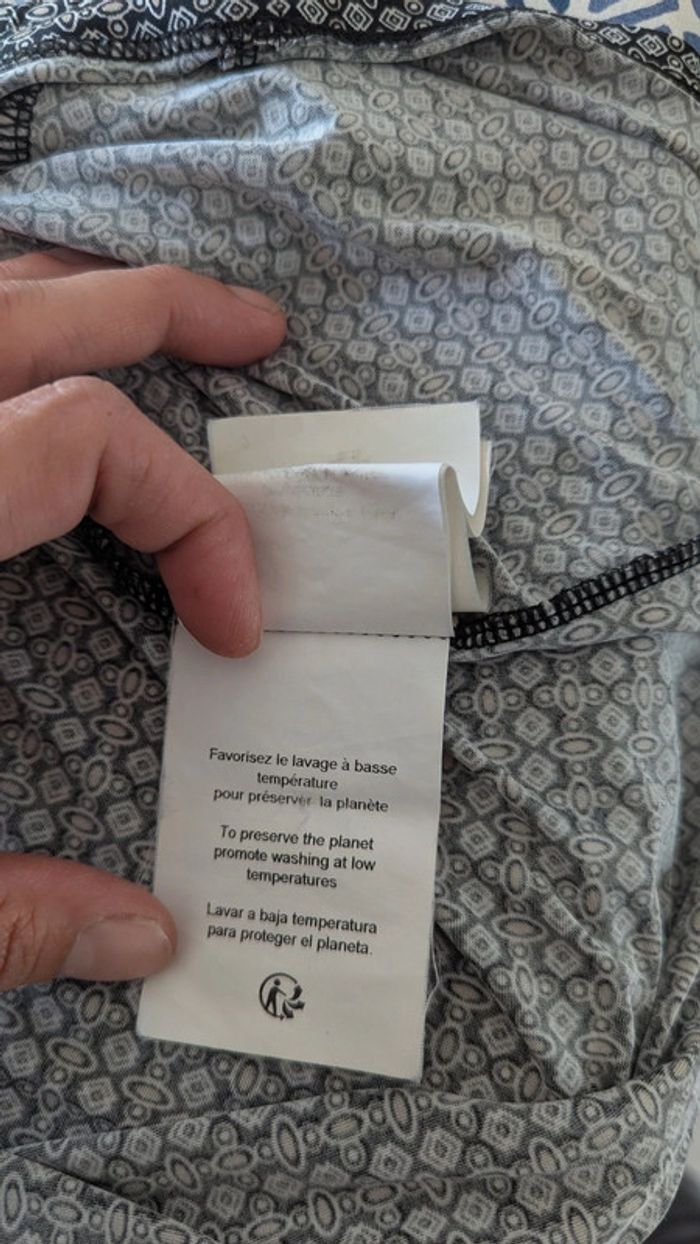 Favorisez le lavage à basse
température
pour préserver la planète
To preserve the planet
promote washing at low
temperatures
Lavar a baja temperatura
para proteger el planeta.